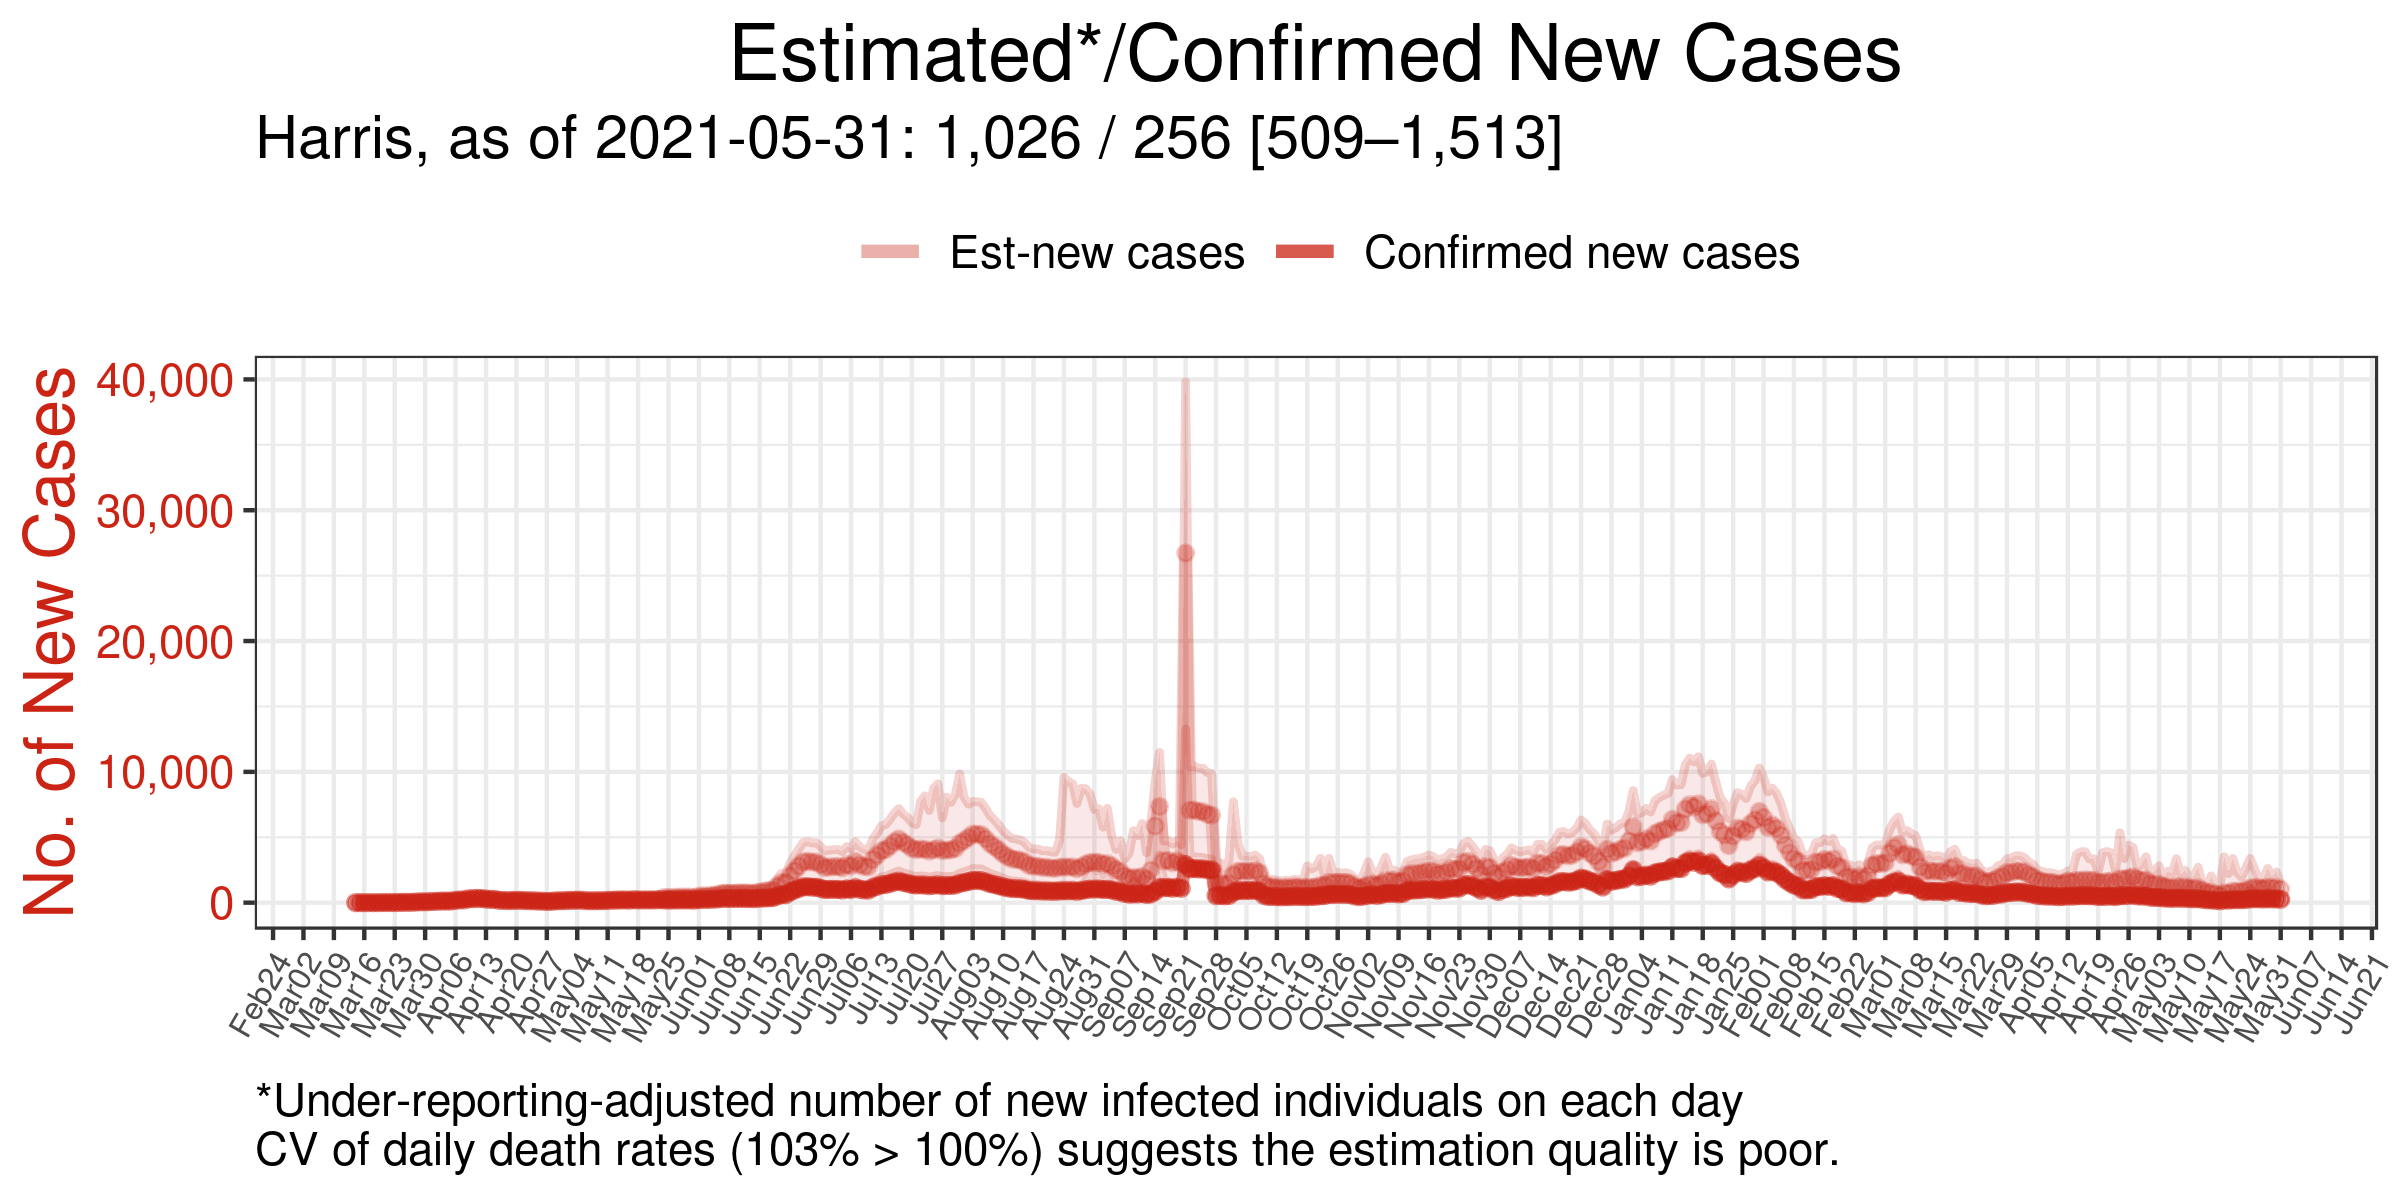 Estimated*/Confirmed New Cases
Harris, as of 2021-05-31: 1,026 / 256 [509–1,513]
Est-new cases Confirmed new cases
No. of New Cases
40,000
30,000
20,000
10,000
0
Feb24 Mar02 Mar09 Mar16 Mar23 Mar30 Apr06 Apr13 Apr20 Apr27 May04 May11 May18 May25 Jun01 Jun08 Jun15 Jun22 Jun29 Jul06 Jul13 Jul20 Jul27 Aug03 Aug10 Aug17 Aug24 Aug31 Sep07 Sep14 Sep21 Sep28 Oct05 Oct12 Oct19 Oct26 Nov02 Nov09 Nov16 Nov23 Nov30 Dec07 Dec14 Dec21 Dec28 Jan04 Jan11 Jan18 Jan25 Feb01 Feb08 Feb15 Feb22 Mar01 Mar08 Mar15 Mar22 Mar29 Apr05 Apr12 Apr19 Apr26 May03 May10 May17 May24 May31 Jun07 Jun14 Jun21
*Under-reporting-adjusted number of new infected individuals on each day
CV of daily death rates (103% > 100%) suggests the estimation quality is poor.